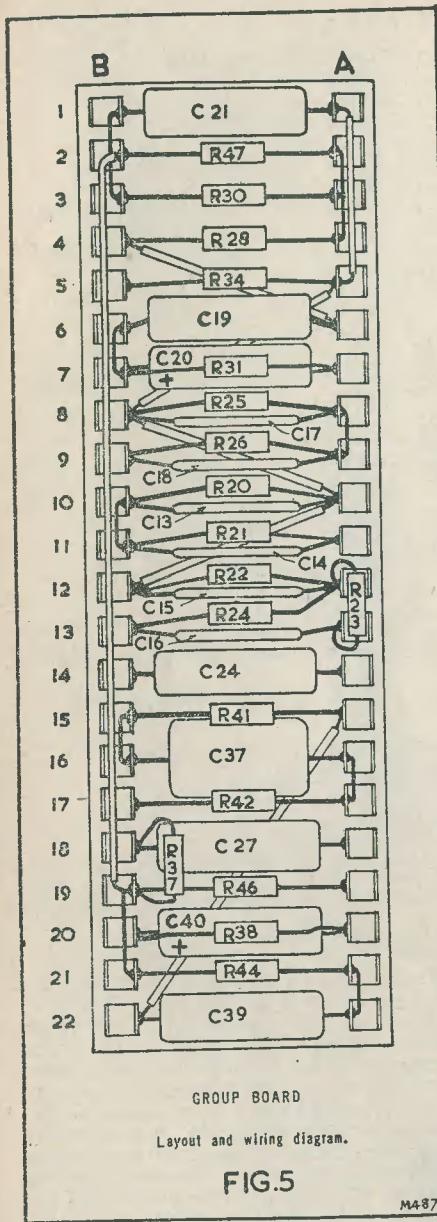 B A
1 C21
2 R47
3 R30
4 R28
5 R34
6 C19
7 C20 + R31
8 R25
C17
9 R26
C18
10 R20
C13
11 R21
C14
12 R22 R23
C15
13 R24
C16
14 C24
15 R41
16 C37
17 R42
18 C27
R37
19 R46
20 C40 + R38
21 R44
22 C39
GROUP BOARD
Layout and wiring diagram.
FIG.5
M487